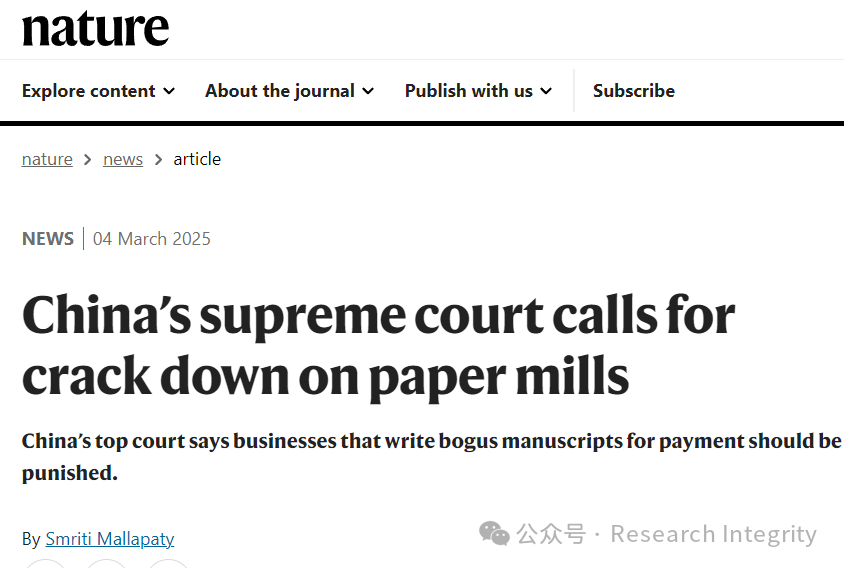 nature
Explore content About the journal Publish with us Subscribe
nature > news > article
NEWS | 04 March 2025
China’s supreme court calls for
crack down on paper mills
China’s top court says businesses that write bogus manuscripts for payment should be
punished.
By Smriti Mallapaty
公众号 · Research Integrity